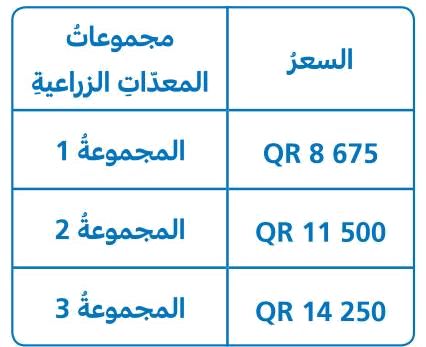 مجموعاتُ
المعدّاتِ الزراعيةِ
السعرُ
المجموعةُ 1
QR 8 675
المجموعةُ 2
QR 11 500
المجموعةُ 3
QR 14 250